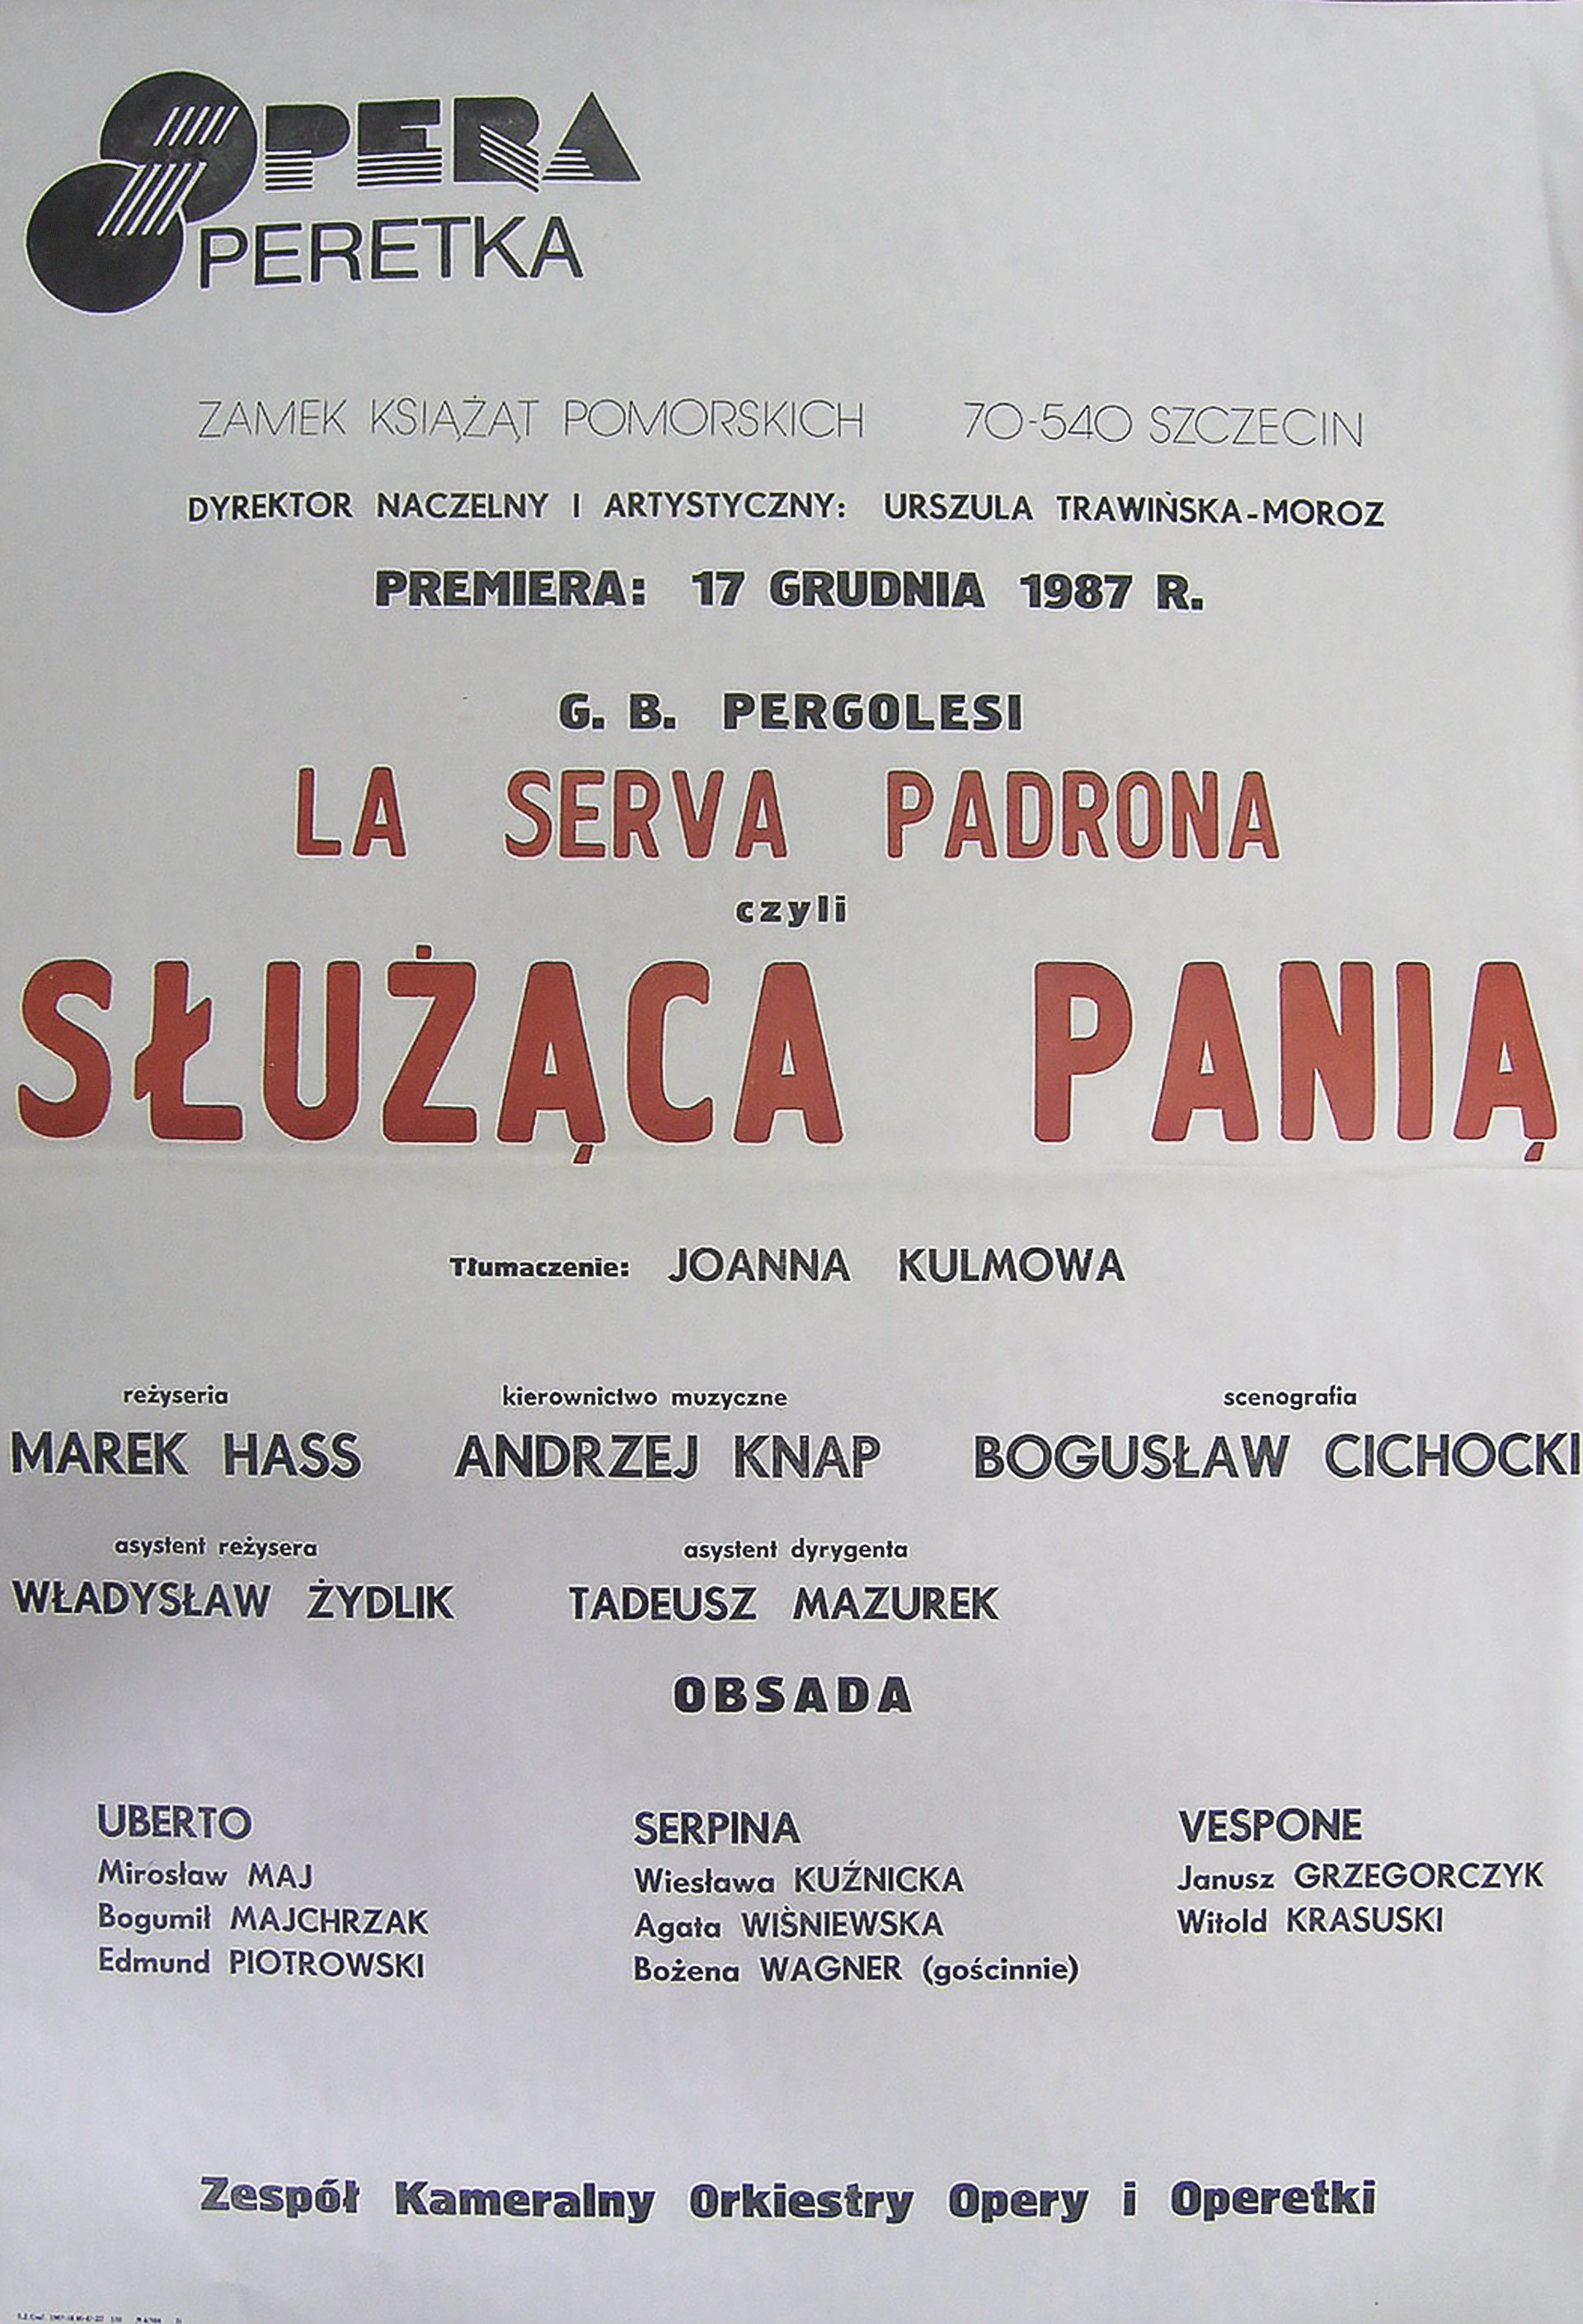 OPERA
OPERETKA
ZAMEK KSIĄŻĄT POMORSKICH 70-540 SZCZECIN
DYREKTOR NACZELNY I ARTYSTYCZNY: URSZULA TRAWIŃSKA-MOROZ
PREMIERA: 17 GRUDNIA 1987 R.
G. B. PERGOLESI
LA SERVA PADRONA
czyli
SŁUŻĄCA PANIĄ
Tłumaczenie: JOANNA KULMOWA
reżyseria kierownictwo muzyczne scenografia
MAREK HASS ANDRZEJ KNAP BOGUSŁAW CICHOCKI
asystent reżysera asystent dyrygenta
WŁADYSŁAW ŻYDLIK TADEUSZ MAZUREK
OBSADA
UBERTO
Mirosław MAJ
Bogumił MAJCHRZAK
Edmund PIOTROWSKI
SERPINA
Wiesława KUŹNICKA
Agata WIŚNIEWSKA
Bożena WAGNER (gościnnie)
VESPONE
Janusz GRZEGORCZYK
Witold KRASUSKI
Zespół Kameralny Orkiestry Opery i Operetki